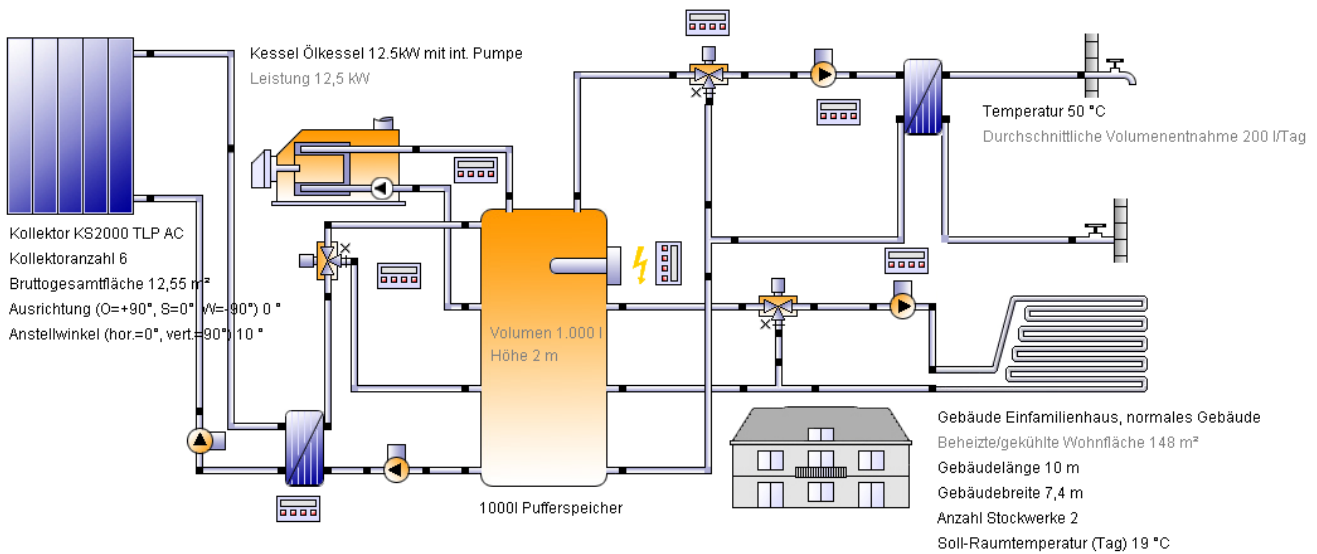 Kessel Ölkessel 12.5kW mit int. Pumpe
Leistung 12,5 kW
Temperatur 50 °C
Durchschnittliche Volumenentnahme 200 l/Tag
Kollektor KS2000 TLP AC
Kollektoranzahl 6
Bruttogesamtfläche 12,55 m²
Ausrichtung (O=+90°, S=0°, W=-90°) 0 °
Anstellwinkel (hor.=0°, vert.=90°) 10 °
Volumen 1.000 l
Höhe 2 m
1000l Pufferspeicher
Gebäude Einfamilienhaus, normales Gebäude
Beheizte/gekühlte Wohnfläche 148 m²
Gebäudelänge 10 m
Gebäudebreite 7,4 m
Anzahl Stockwerke 2
Soll-Raumtemperatur (Tag) 19 °C